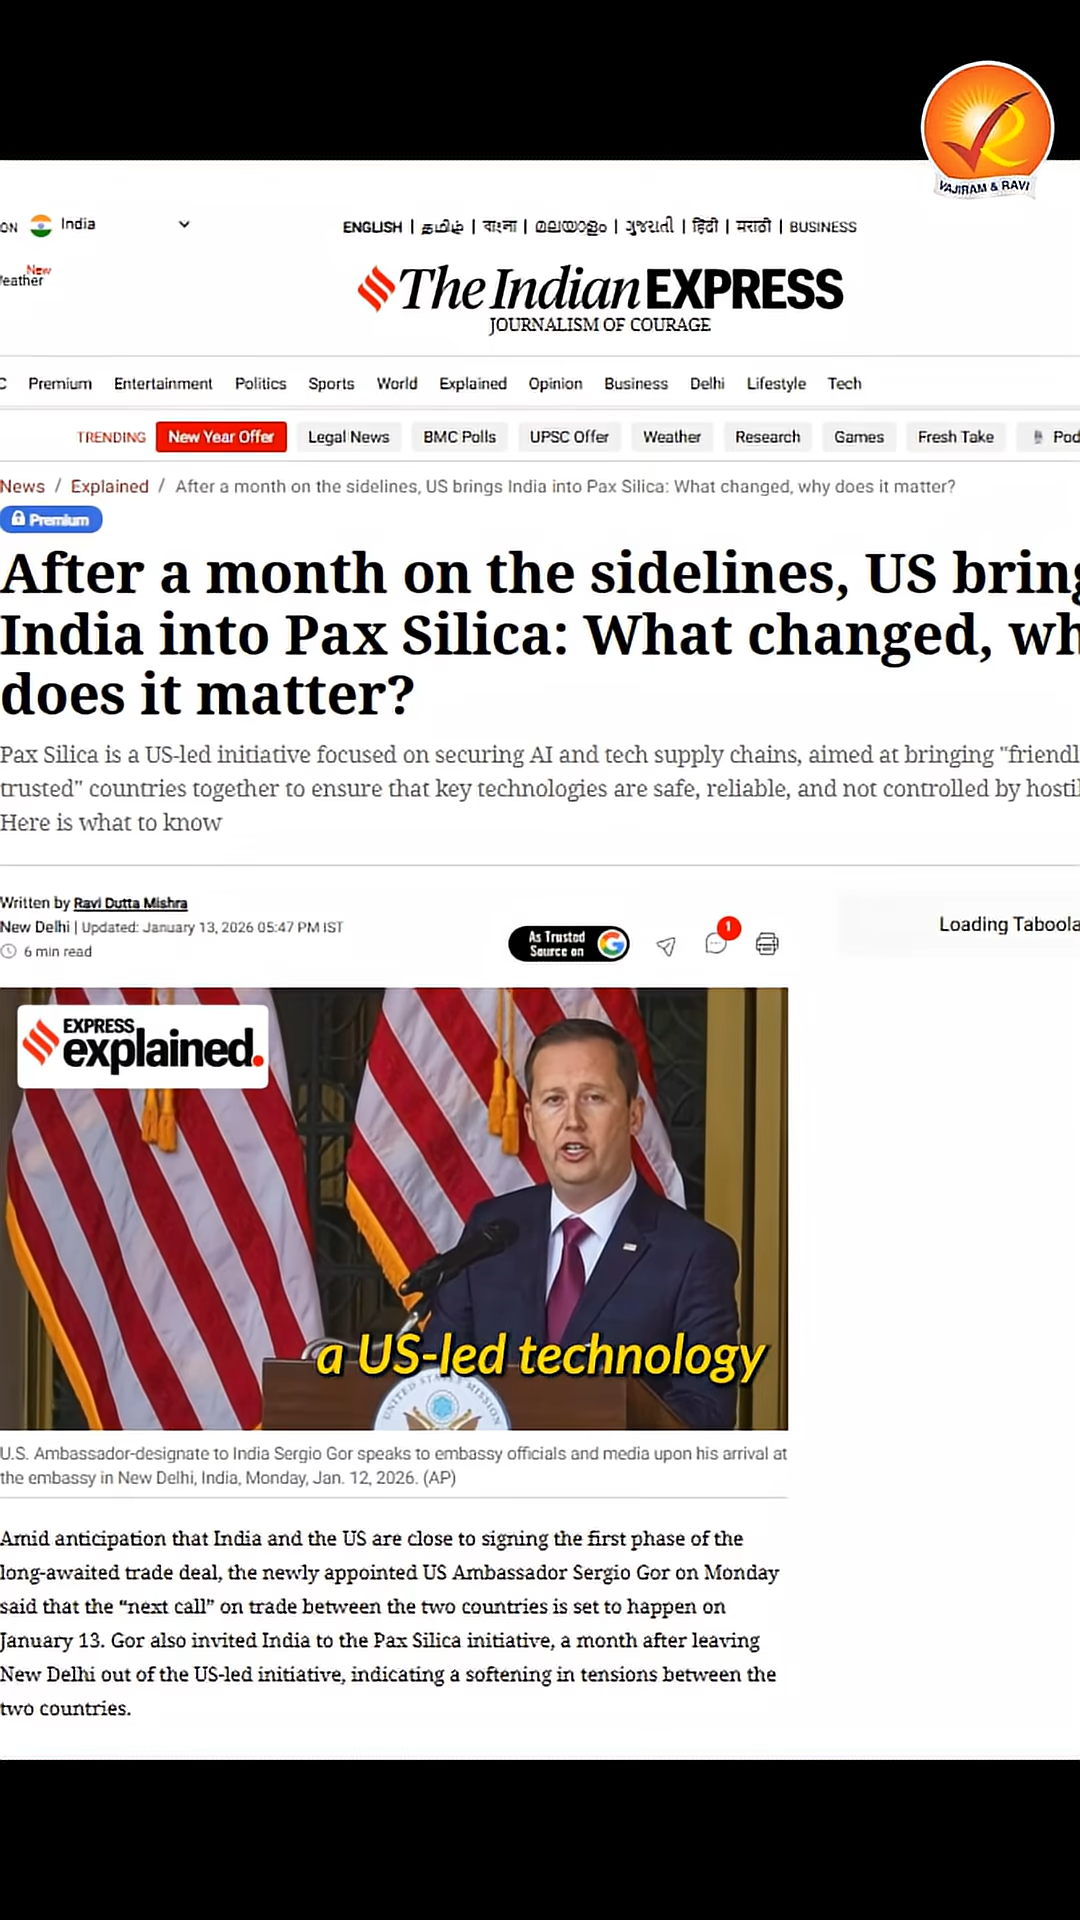 VAJIRAM & RAVI
ON India
ENGLISH | தமிழ் | বাংলা | മലയാളം | ગુજરાતી | हिंदी | मराठी | BUSINESS
New
eather
The Indian EXPRESS
JOURNALISM OF COURAGE
C Premium Entertainment Politics Sports World Explained Opinion Business Delhi Lifestyle Tech
TRENDING New Year Offer Legal News BMC Polls UPSC Offer Weather Research Games Fresh Take Pod
News / Explained / After a month on the sidelines, US brings India into Pax Silica: What changed, why does it matter?
Premium
After a month on the sidelines, US bring
India into Pax Silica: What changed, wh
does it matter?
Pax Silica is a US-led initiative focused on securing AI and tech supply chains, aimed at bringing "friendl
trusted" countries together to ensure that key technologies are safe, reliable, and not controlled by hostil
Here is what to know
Written by Ravi Dutta Mishra
New Delhi | Updated: January 13, 2026 05:47 PM IST
6 min read
As Trusted
Source on G
1
Loading Taboola
EXPRESS
explained.
a US-led technology
UNITED STATES MISSION
U.S. Ambassador-designate to India Sergio Gor speaks to embassy officials and media upon his arrival at
the embassy in New Delhi, India, Monday, Jan. 12, 2026. (AP)
Amid anticipation that India and the US are close to signing the first phase of the
long-awaited trade deal, the newly appointed US Ambassador Sergio Gor on Monday
said that the “next call” on trade between the two countries is set to happen on
January 13. Gor also invited India to the Pax Silica initiative, a month after leaving
New Delhi out of the US-led initiative, indicating a softening in tensions between the
two countries.